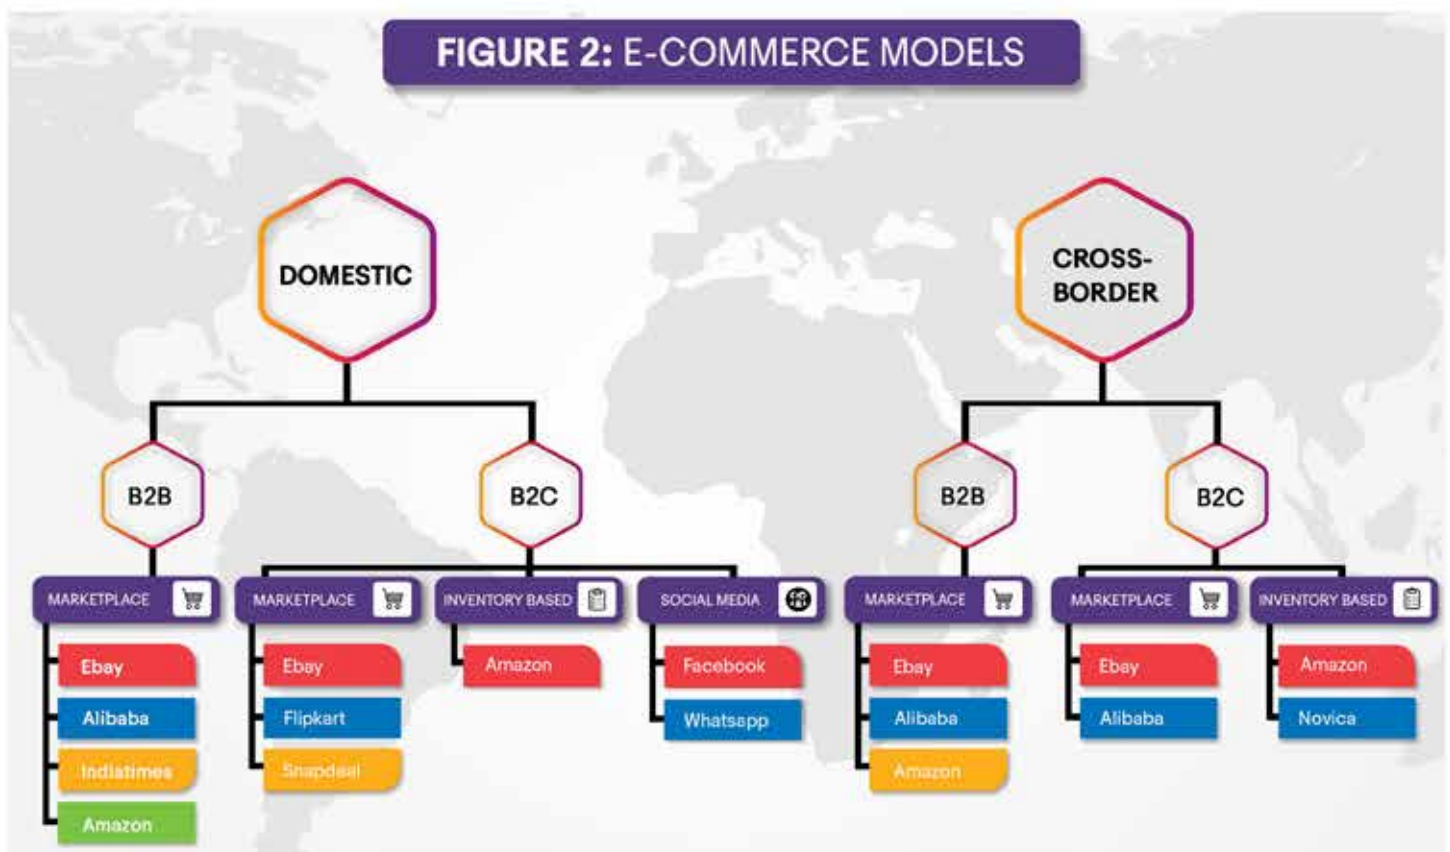 FIGURE 2: E-COMMERCE MODELS
DOMESTIC
CROSS-
BORDER
B2B
B2C
B2B
B2C
MARKETPLACE
MARKETPLACE
INVENTORY BASED
SOCIAL MEDIA
MARKETPLACE
MARKETPLACE
INVENTORY BASED
Ebay
Alibaba
Indiatimes
Amazon
Ebay
Flipkart
Snapdeal
Amazon
Facebook
Whatsapp
Ebay
Alibaba
Amazon
Ebay
Alibaba
Amazon
Novica